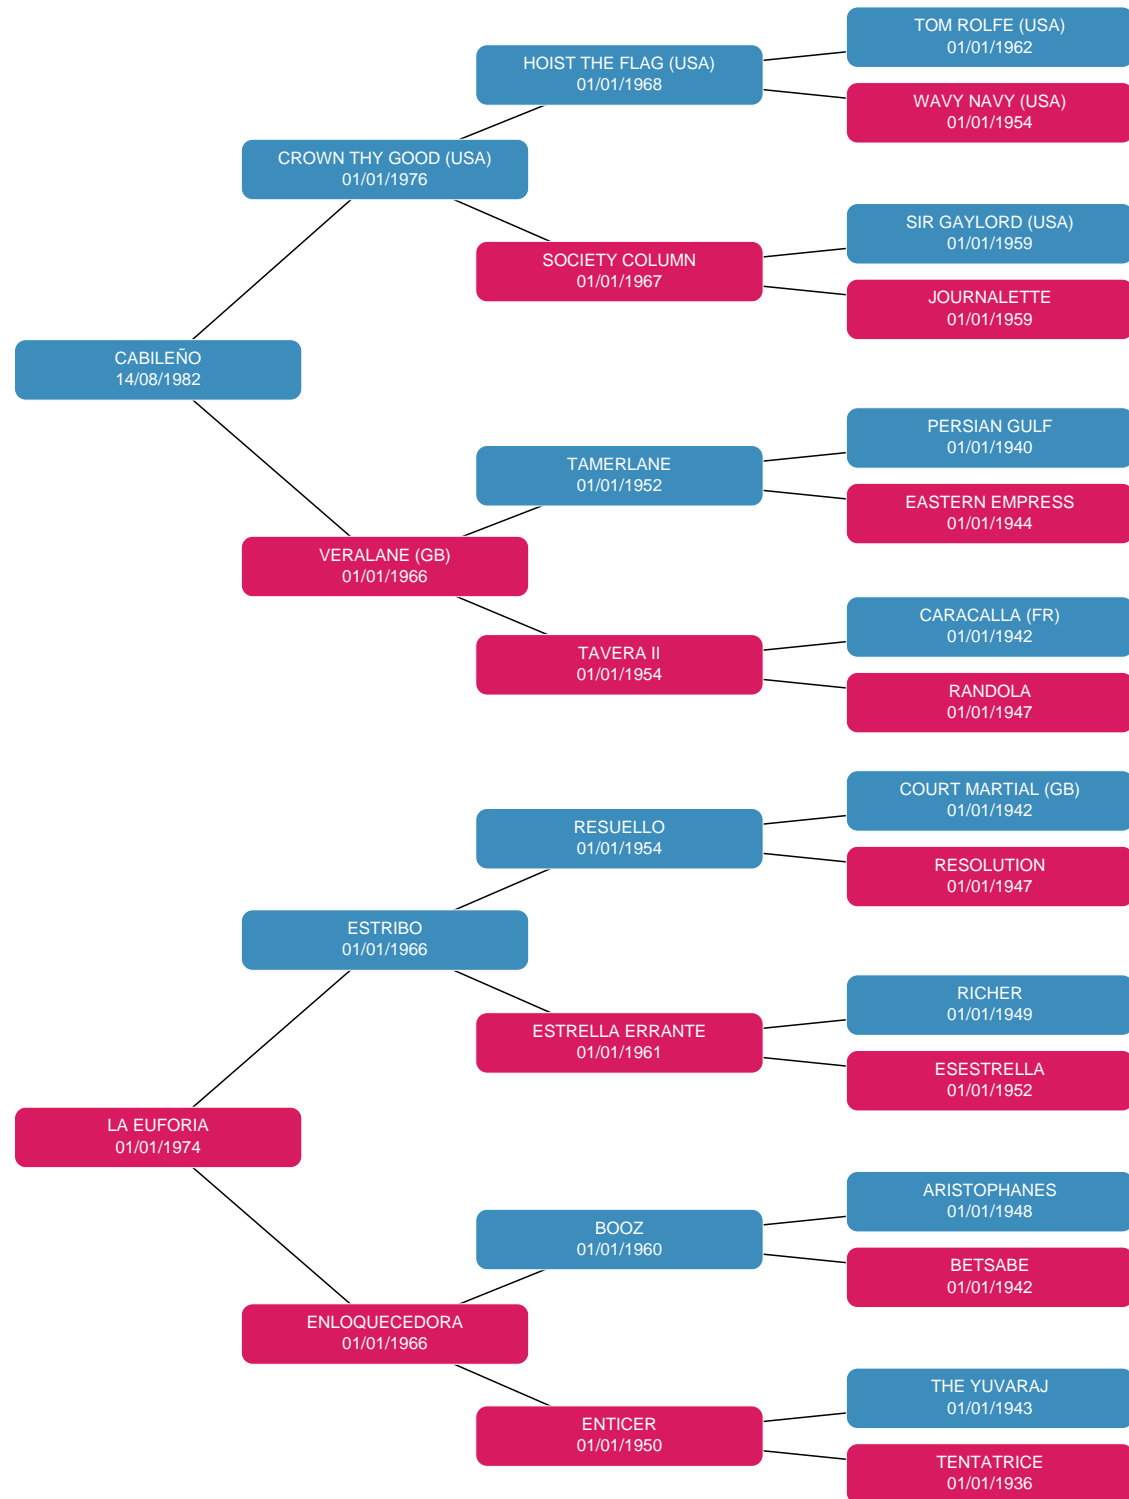 TOM ROLFE (USA)
01/01/1962
HOIST THE FLAG (USA)
01/01/1968
WAVY NAVY (USA)
01/01/1954
CROWN THY GOOD (USA)
01/01/1976
SIR GAYLORD (USA)
01/01/1959
SOCIETY COLUMN
01/01/1967
JOURNALETTE
01/01/1959
CABILEÑO
14/08/1982
PERSIAN GULF
01/01/1940
TAMERLANE
01/01/1952
EASTERN EMPRESS
01/01/1944
VERALANE (GB)
01/01/1966
CARACALLA (FR)
01/01/1942
TAVERA II
01/01/1954
RANDOLA
01/01/1947
COURT MARTIAL (GB)
01/01/1942
RESUELLO
01/01/1954
RESOLUTION
01/01/1947
ESTRIBO
01/01/1966
RICHER
01/01/1949
ESTRELLA ERRANTE
01/01/1961
ESESTRELLA
01/01/1952
LA EUFORIA
01/01/1974
ARISTOPHANES
01/01/1948
BOOZ
01/01/1960
BETSABE
01/01/1942
ENLOQUECEDORA
01/01/1966
THE YUVARAJ
01/01/1943
ENTICER
01/01/1950
TENTATRICE
01/01/1936